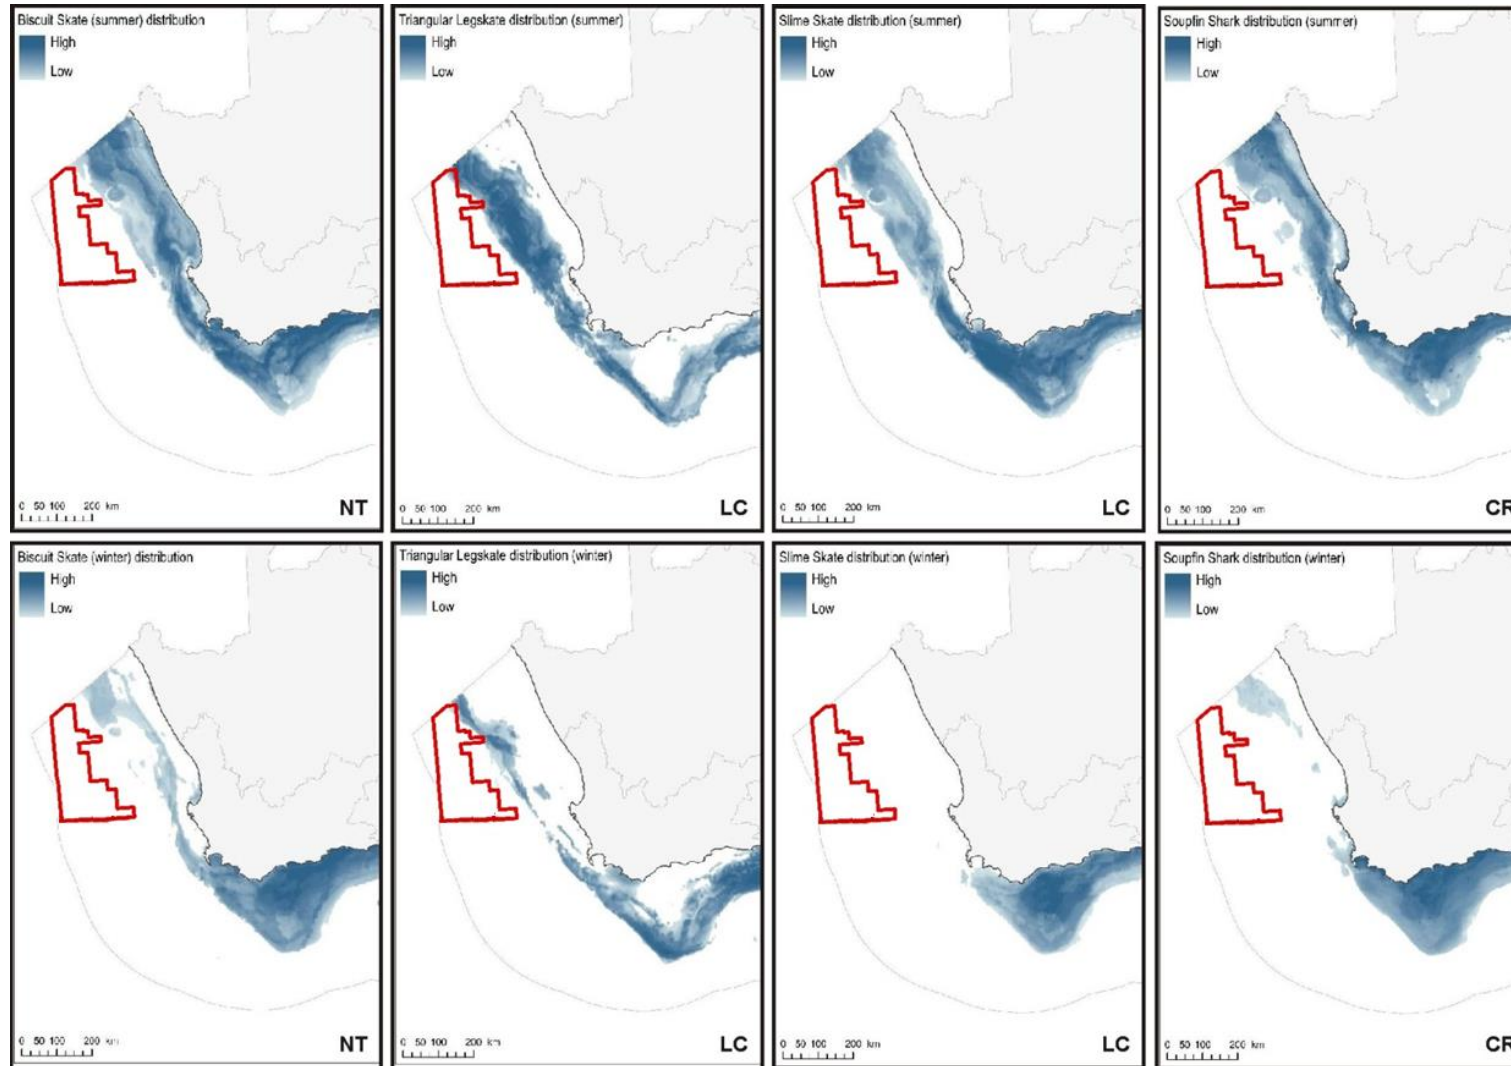 Biscuit Skate (summer) distribution
High
Low
0 50 100 200 km
NT
Triangular Legskate distribution (summer)
High
Low
0 50 100 200 km
LC
Slime Skate distribution (summer)
High
Low
0 50 100 200 km
LC
Soupfin Shark distribution (summer)
High
Low
0 50 100 200 km
CR
Biscuit Skate (winter) distribution
High
Low
0 50 100 200 km
NT
Triangular Legskate distribution (winter)
High
Low
0 50 100 200 km
LC
Slime Skate distribution (winter)
High
Low
0 50 100 200 km
LC
Soupfin Shark distribution (winter)
High
Low
0 50 100 200 km
CR